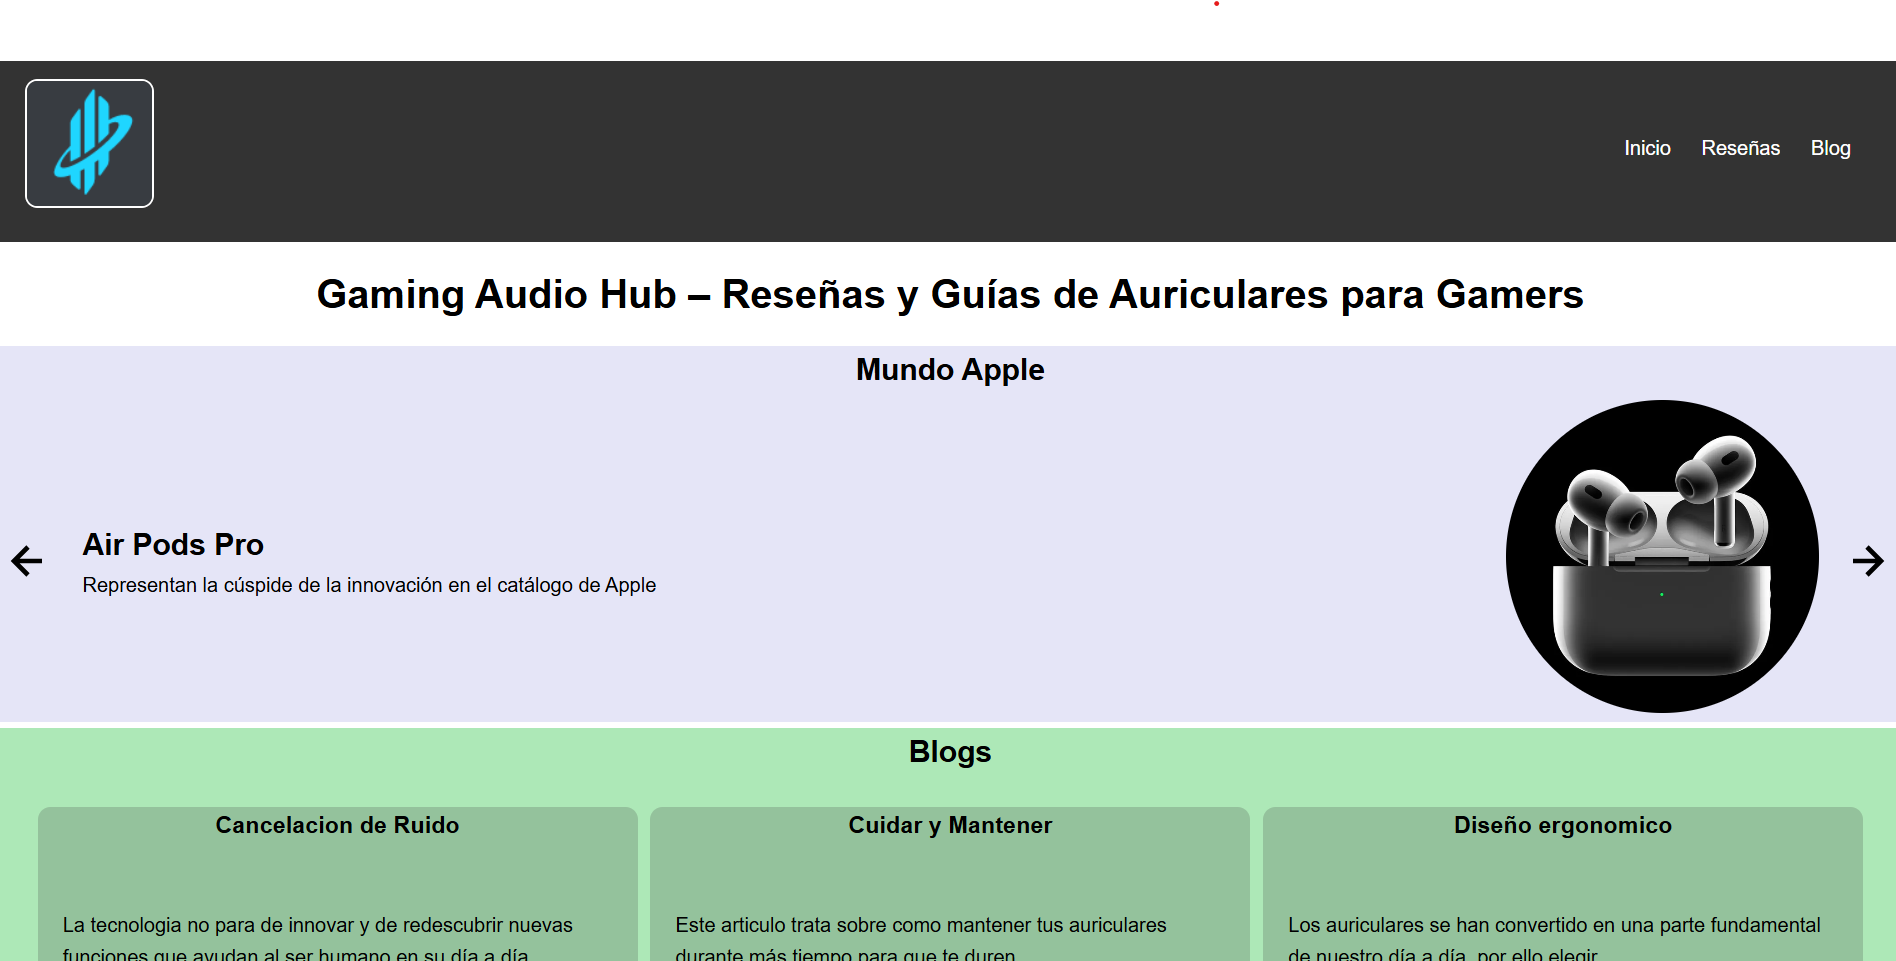 Inicio Reseñas Blog
Gaming Audio Hub – Reseñas y Guías de Auriculares para Gamers
Mundo Apple
Air Pods Pro
Representan la cúspide de la innovación en el catálogo de Apple
Blogs
Cancelacion de Ruido
La tecnologia no para de innovar y de redescubrir nuevas
funciones que ayudan al ser humano en su día a día
Cuidar y Mantener
Este articulo trata sobre como mantener tus auriculares
durante más tiempo para que te duren
Diseño ergonomico
Los auriculares se han convertido en una parte fundamental
de nuestro día a día, por ello elegir